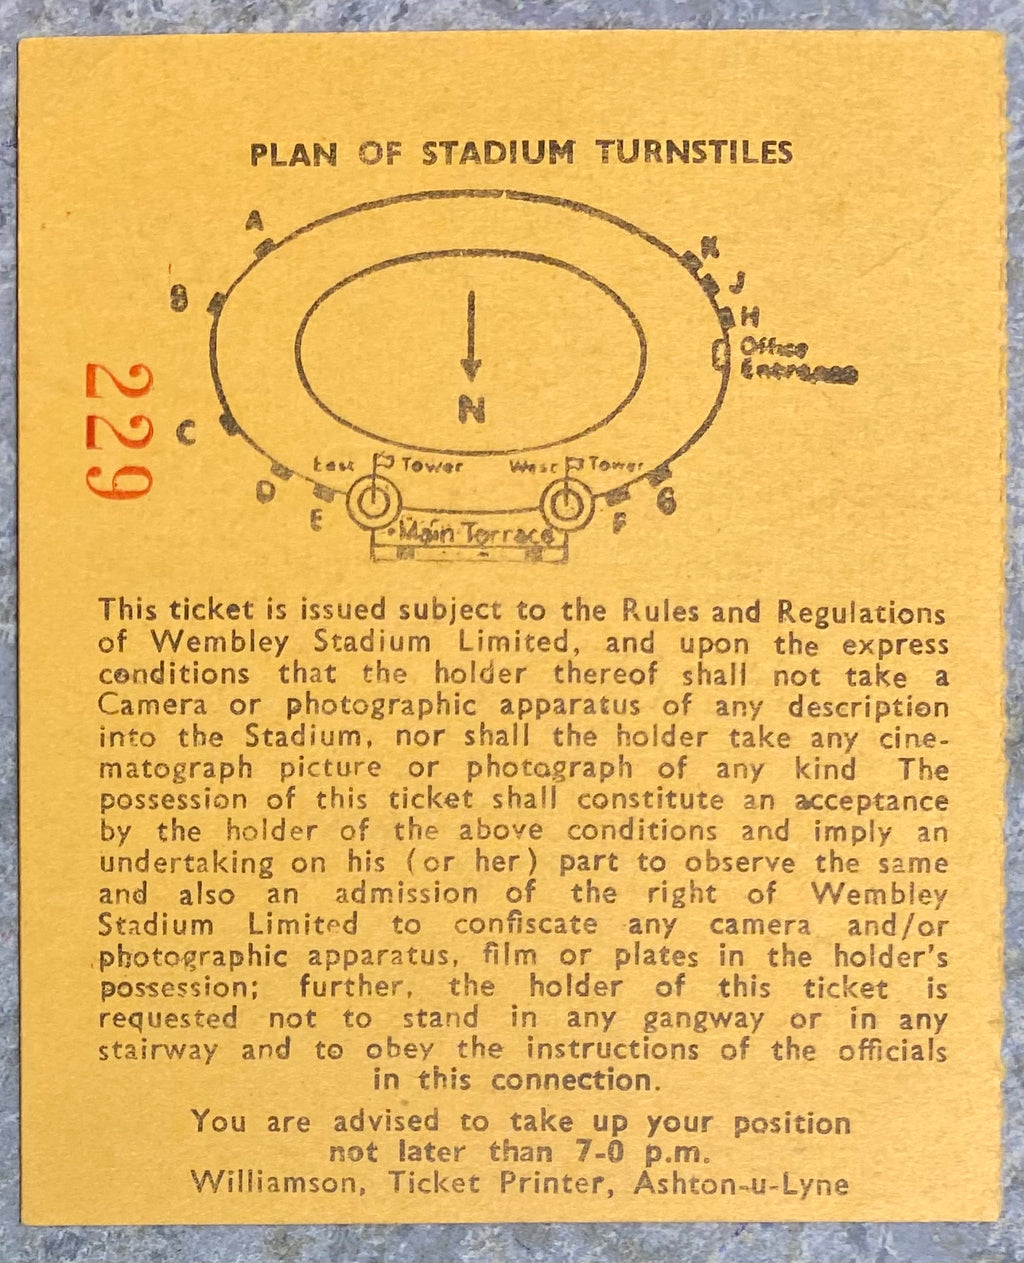 PLAN OF STADIUM TURNSTILES
A
K
J
B
H
Office
Entrance
229
N
C
East Tower West Tower
D
G
E
F
Main Terrace
This ticket is issued subject to the Rules and Regulations
of Wembley Stadium Limited, and upon the express
conditions that the holder thereof shall not take a
Camera or photographic apparatus of any description
into the Stadium, nor shall the holder take any cine-
matograph picture or photograph of any kind The
possession of this ticket shall constitute an acceptance
by the holder of the above conditions and imply an
undertaking on his (or her) part to observe the same
and also an admission of the right of Wembley
Stadium Limited to confiscate any camera and/or
photographic apparatus, film or plates in the holder's
possession; further, the holder of this ticket is
requested not to stand in any gangway or in any
stairway and to obey the instructions of the officials
in this connection.
You are advised to take up your position
not later than 7-0 p.m.
Williamson, Ticket Printer, Ashton-u-Lyne